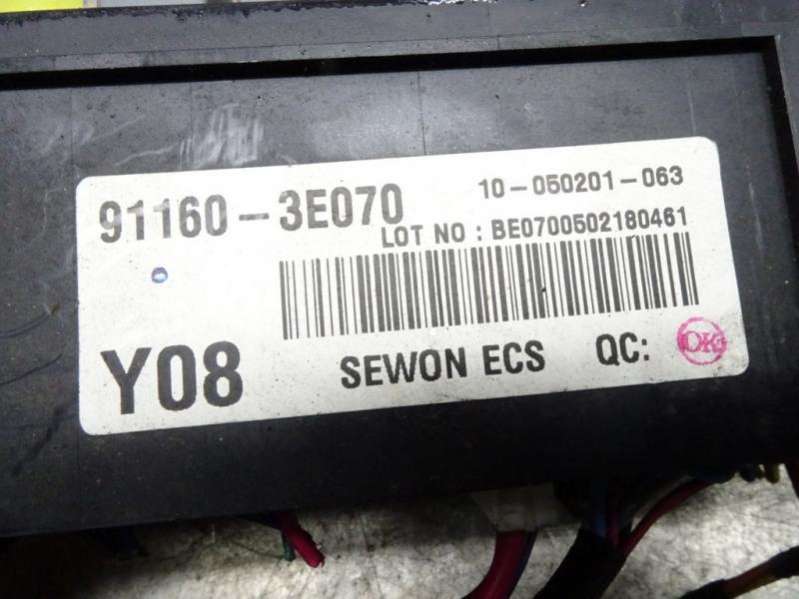 91160-3E070
10-050201-063
LOT NO : BE0700502180461
Y08
SEWON ECS
QC: OK